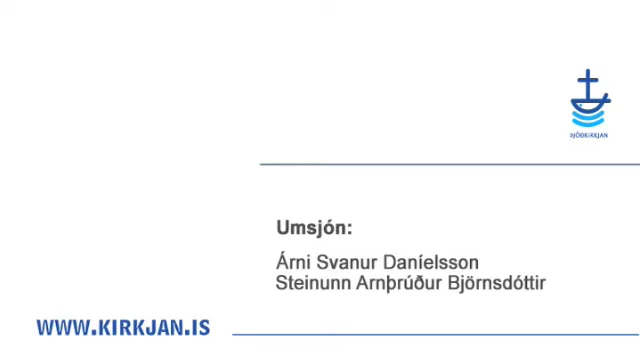 ÞJÓÐKIRKJAN
Umsjón:
Árni Svanur Daníelsson
Steinunn Arnþrúður Björnsdóttir
WWW.KIRKJAN.IS